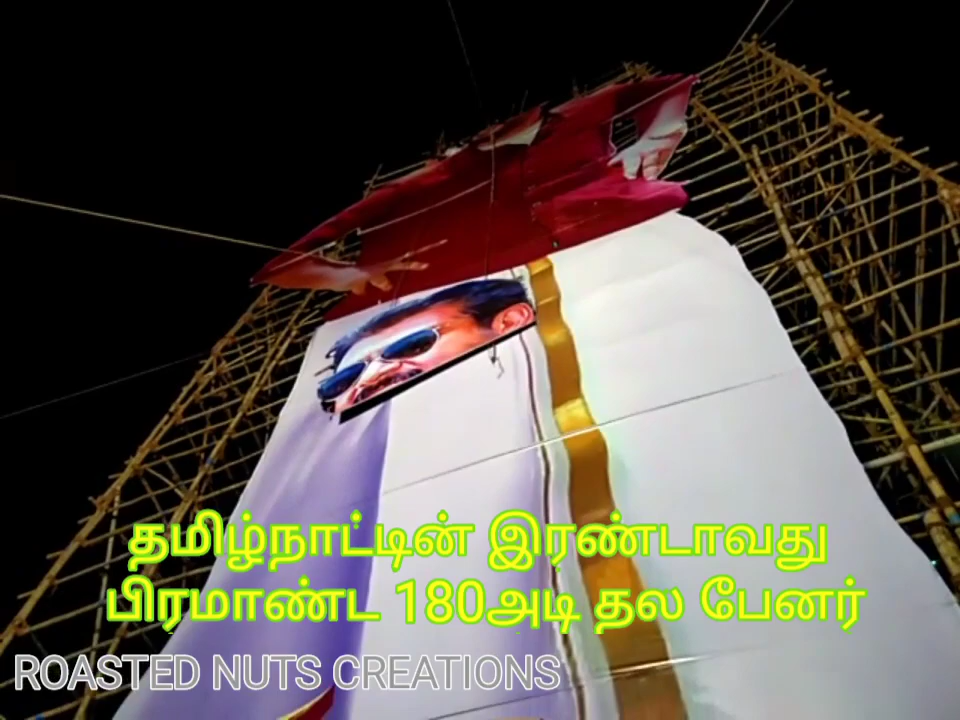 தமிழ்நாட்டின் இரண்டாவது
பிரமாண்ட 180அடி தல பேனர்
ROASTED NUTS CREATIONS